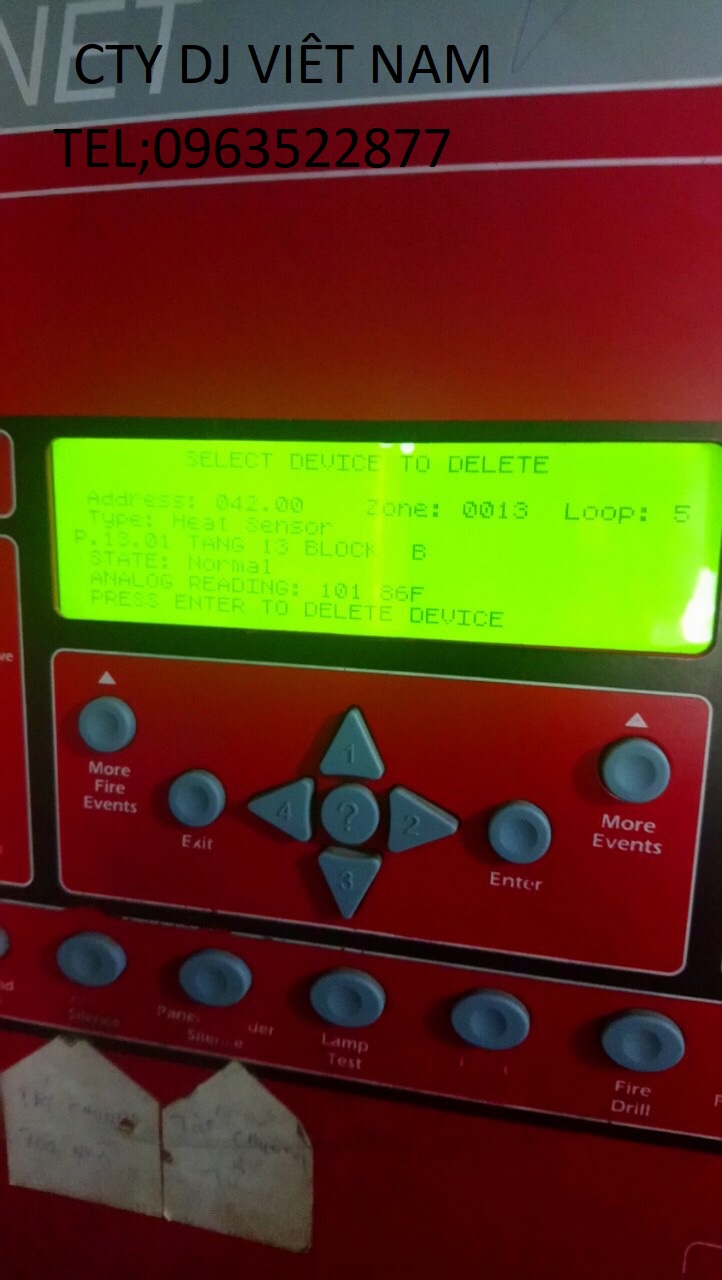 NET
CTY DJ VIÊT NAM
TEL;0963522877
SELECT DEVICE TO DELETE
Address: 042.00 Zone: 0013 Loop: 5
Type: Heat Sensor
P.13.01 TANG 13 BLOCK B
STATE: Normal
ANALOG READING: 101 86F
PRESS ENTER TO DELETE DEVICE
More
Fire
Events
Exit
1
4
?
2
3
Enter
More
Events
Silence
Lamp
Test
Fire
Drill